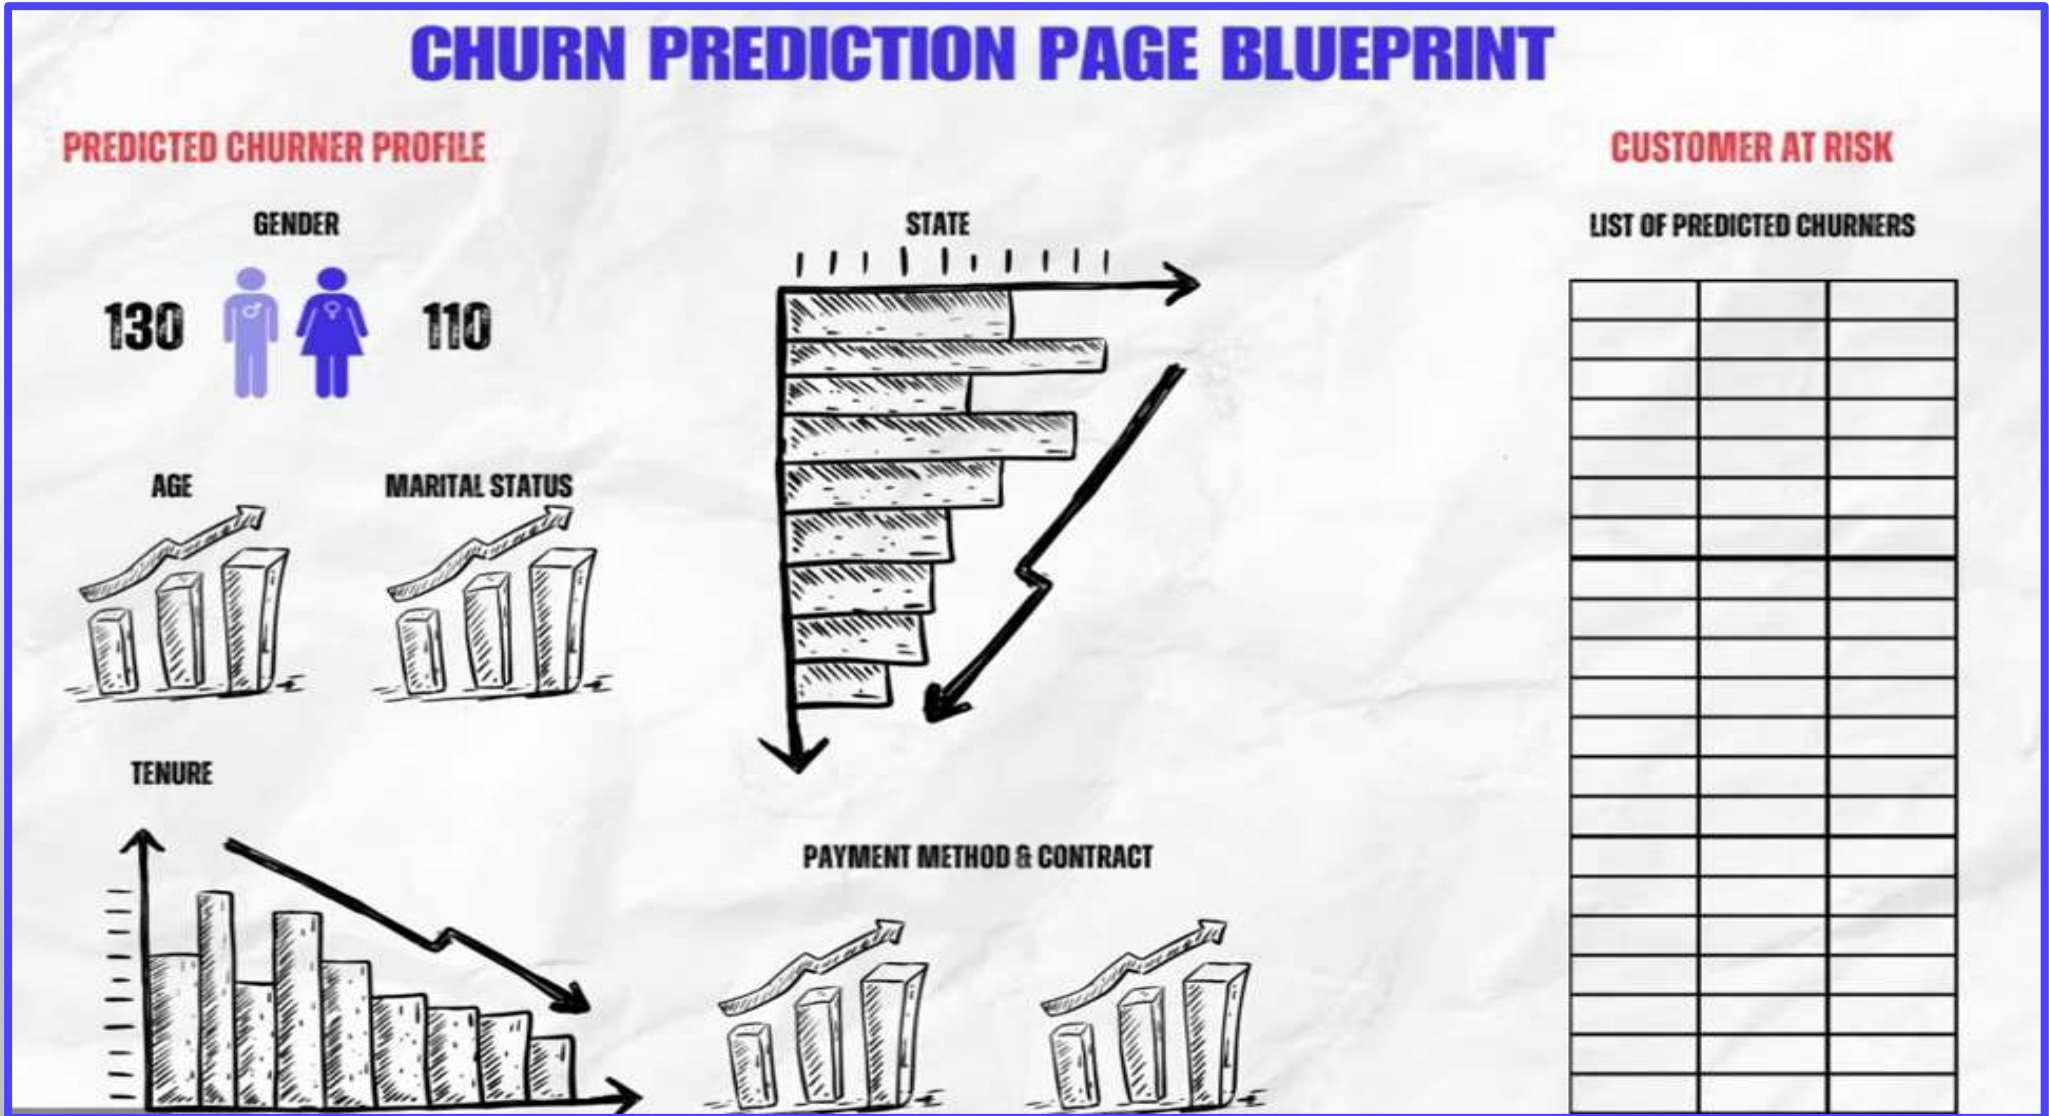 CHURN PREDICTION PAGE BLUEPRINT
PREDICTED CHURNER PROFILE
GENDER
130
110
AGE
MARITAL STATUS
TENURE
STATE
PAYMENT METHOD & CONTRACT
CUSTOMER AT RISK
LIST OF PREDICTED CHURNERS